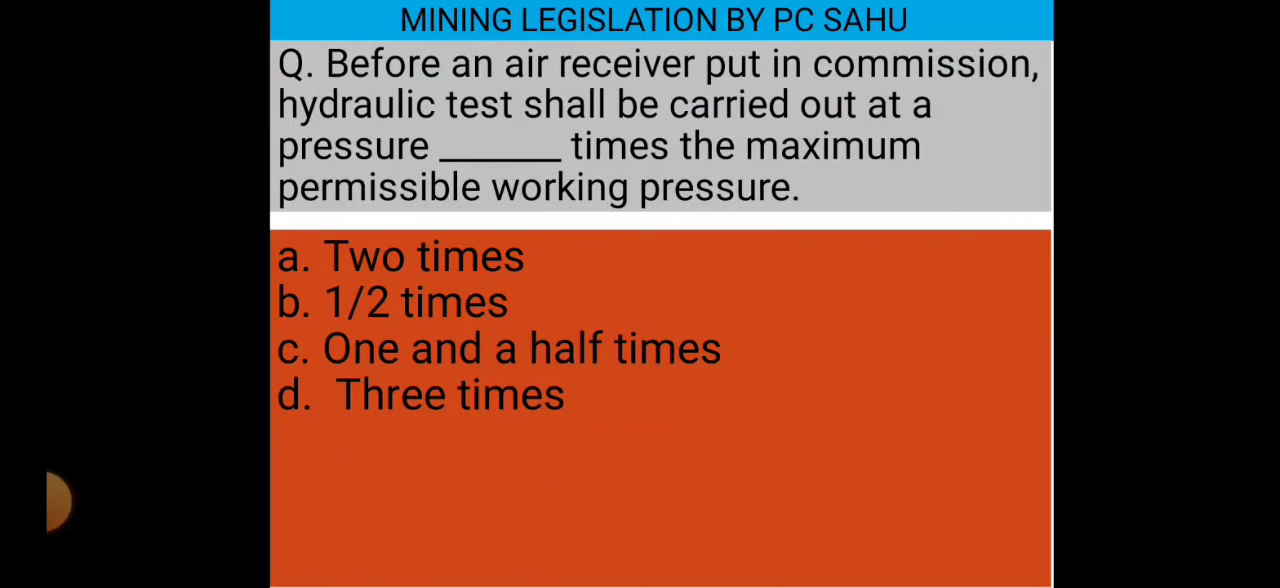 MINING LEGISLATION BY PC SAHU
Q. Before an air receiver put in commission,
hydraulic test shall be carried out at a
pressure _______ times the maximum
permissible working pressure.
a. Two times
b. 1/2 times
c. One and a half times
d. Three times